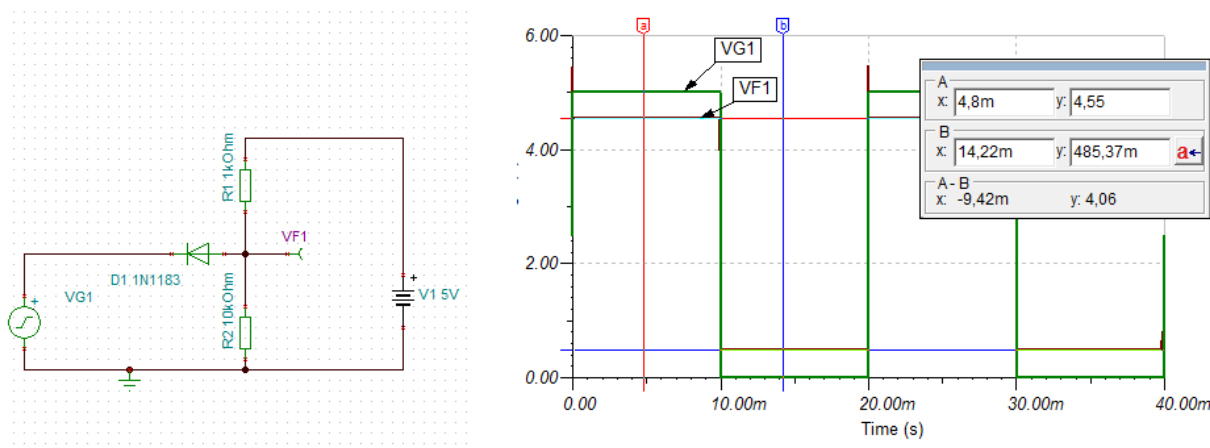 R1 1kOhm
VF1
D1 1N1183
VG1
+
R2 10kOhm
+
V1 5V
a
b
6.00
4.00
2.00
0.00
VG1
VF1
0.00
10.00m
20.00m
30.00m
40.00m
Time (s)
A
x: 4,8m y: 4,55
B
x: 14,22m y: 485,37m a
A - B
x: -9,42m y: 4,06